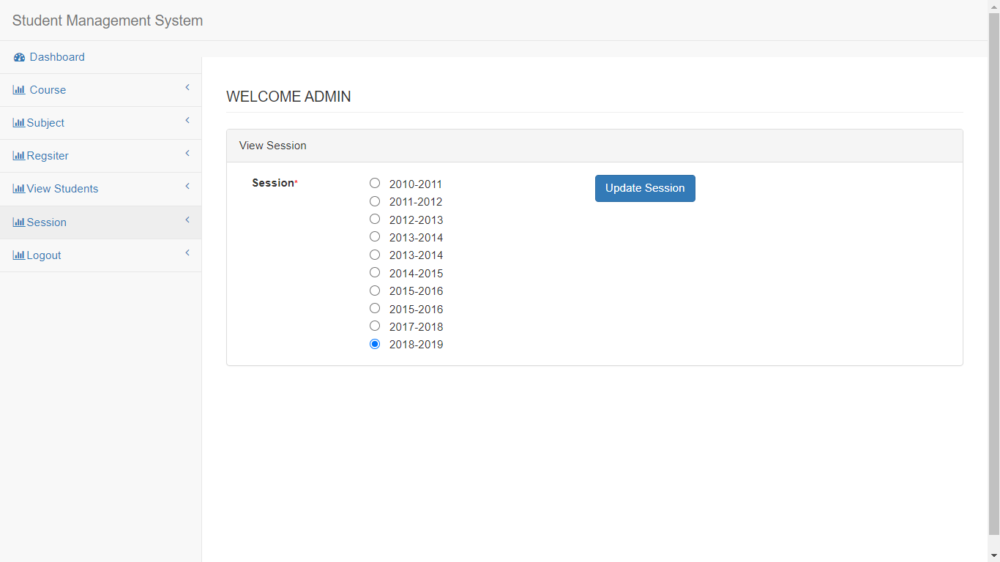 Student Management System
Dashboard
Course
Subject
Regsiter
View Students
Session
Logout
WELCOME ADMIN
View Session
Session*
2010-2011
2011-2012
2012-2013
2013-2014
2013-2014
2014-2015
2015-2016
2015-2016
2017-2018
2018-2019
Update Session